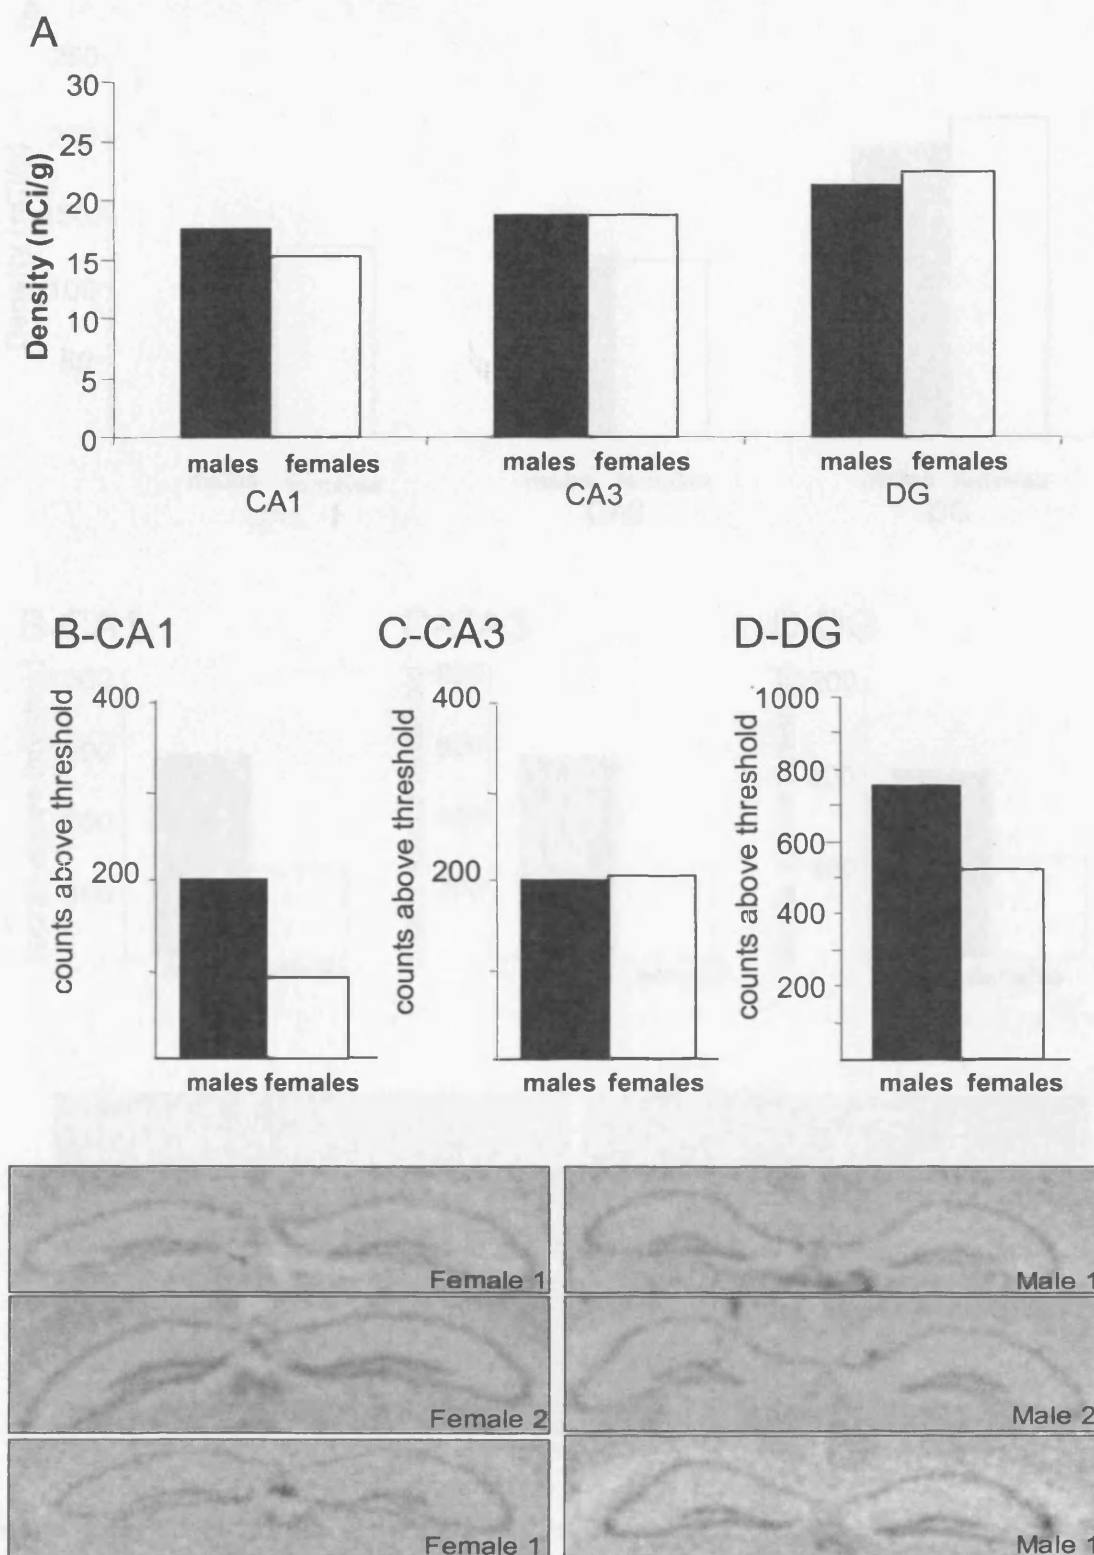 A
30
25
20
15
10
5
0
Density (nCi/g)
males females males females males females
CA1 CA3 DG
B-CA1 C-CA3 D-DG
400
200
counts above threshold
males females
400
200
counts above threshold
males females
1000
800
600
400
200
counts above threshold
males females
Female 1 Male 1
Female 2 Male 2
Female 1 Male 1